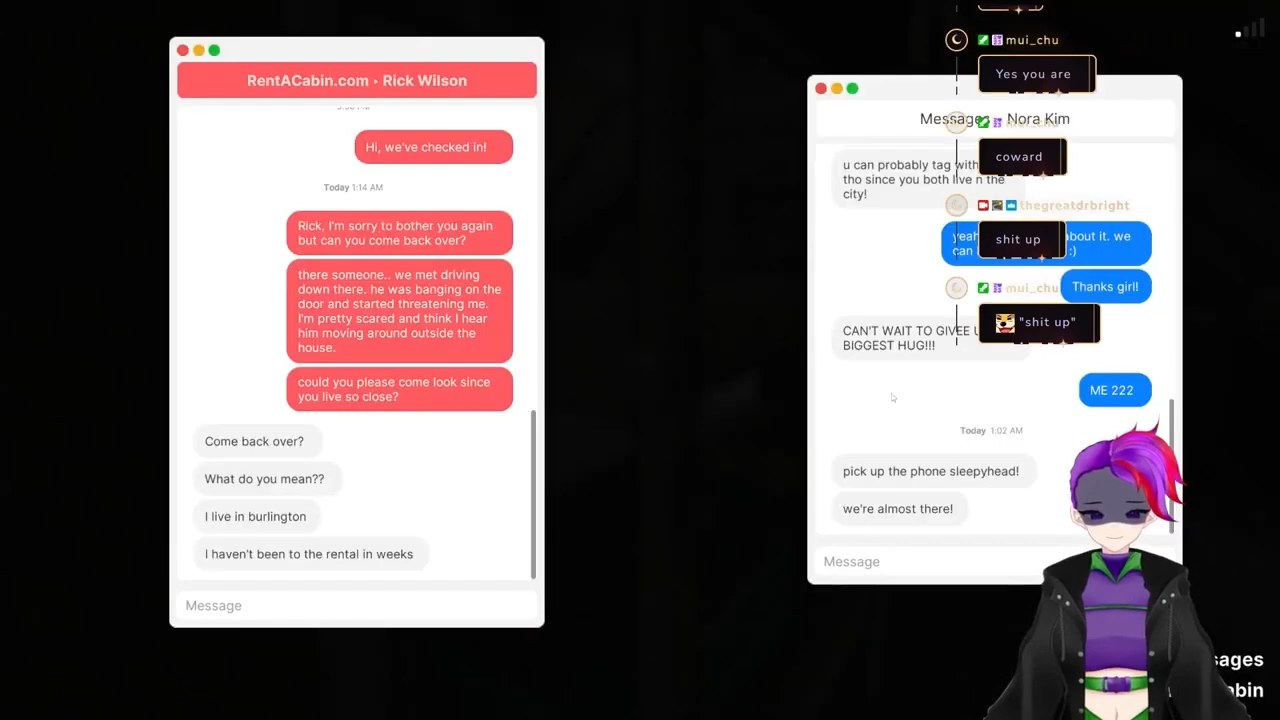 RentACabin.com • Rick Wilson
Hi, we've checked in!
Today 1:14 AM
Rick, I'm sorry to bother you again
but can you come back over?
there someone.. we met driving
down there. he was banging on the
door and started threatening me.
I'm pretty scared and think I hear
him moving around outside the
house.
could you please come look since
you live so close?
Come back over?
What do you mean??
I live in burlington
I haven't been to the rental in weeks
Message
Nora Kim
u can probably tag with
tho since you both live n the
city!
yeah about it. we
can :)
Thanks girl!
CAN'T WAIT TO GIVEE
BIGGEST HUG!!!
ME 222
Today 1:02 AM
pick up the phone sleepyhead!
we're almost there!
Message
mui_chu
Yes you are
mui_chu
coward
thegreatdrbright
shit up
mui_chu
"shit up"